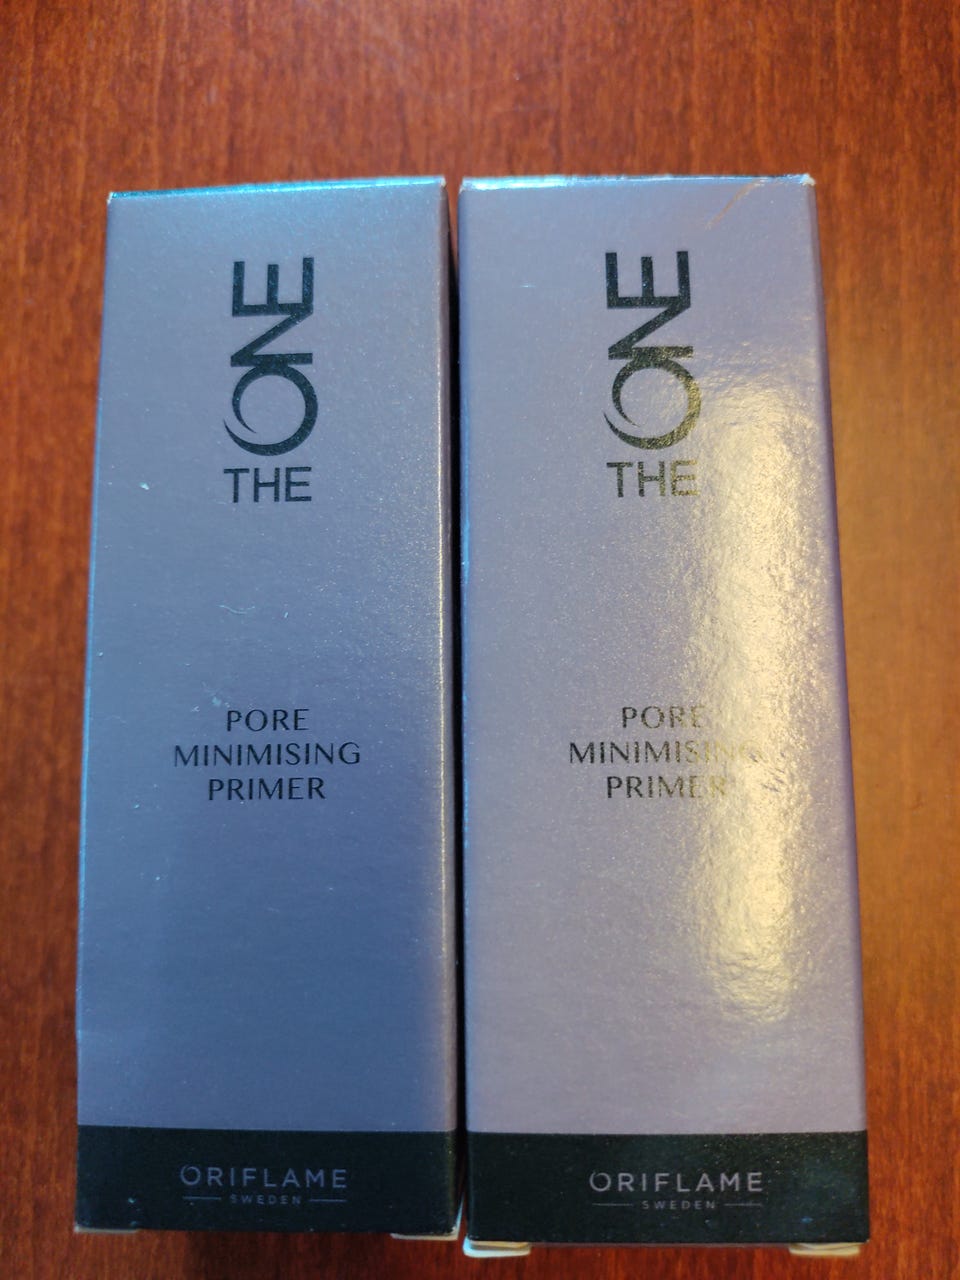 THE ONE
PORE
MINIMISING
PRIMER
ORIFLAME
SWEDEN
THE ONE
PORE
MINIMISING
PRIMER
ORIFLAME
SWEDEN